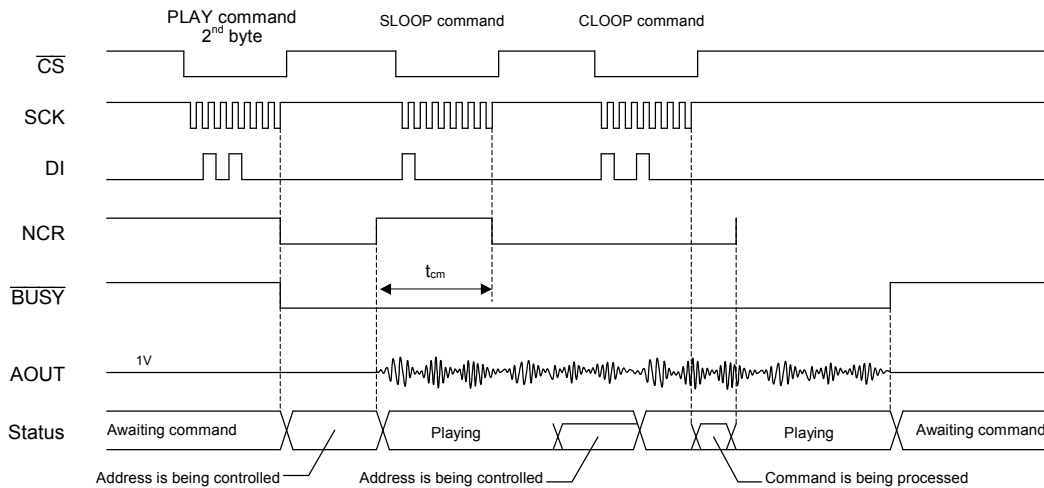 PLAY command
2nd byte
SLOOP command
CLOOP command
CS
SCK
DI
NCR
tcm
BUSY
1V
AOUT
Status
Awaiting command
Playing
Playing
Awaiting command
Address is being controlled
Address is being controlled
Command is being processed